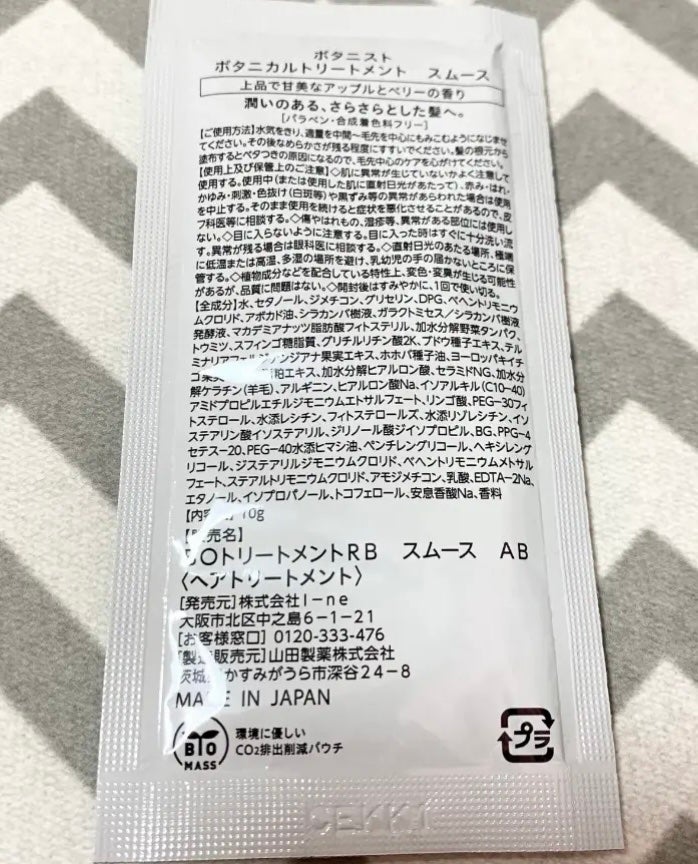 ボタニスト
ボタニカルトリートメント スムース
上品で甘美なアップルとベリーの香り
潤いのある、さらさらとした髪へ。
[パラベン・合成着色料フリー]
【ご使用方法】水気をきり、適量を中間〜毛先を中心にもみこむようになじませ
てください。その後なめらかさが残る程度にすすいでください。髪の根元から
塗布するとベタつきの原因になるので、毛先中心のケアを心がけてください。
【使用上及び保管上のご注意】◇肌に異常が生じていないかよく注意して
使用する。使用中(または使用した肌に直射日光があたって)、赤み・はれ・
かゆみ・刺激・色抜け(白斑等)や黒ずみ等の異常があらわれた場合は使用
を中止する。そのまま使用を続けると症状を悪化させることがあるので、皮
フ科医等に相談する。◇傷やはれもの、湿疹等、異常がある部位には使用し
ない。◇目に入らないように注意する。目に入った時はすぐに十分洗い流
す。異常が残る場合は眼科医に相談する。◇直射日光のあたる場所、極端
に低温または高温、多湿の場所を避け、乳幼児の手の届かないところに保
管する。◇植物成分などを配合している特性上、変色・変臭が生じる可能性
があるが、品質に問題はない。◇開封後はすみやかに、1回で使い切る。
【全成分】水、セタノール、ジメチコン、グリセリン、DPG、ベヘントリモニウ
ムクロリド、アボカド油、シラカンバ樹液、ガラクトミセス/シラカンバ樹液
発酵液、マカデミアナッツ脂肪酸フィトステリル、加水分解野菜タンパク、
トウミツ、スフィンゴ糖脂質、グリチルリチン酸2K、ブドウ種子エキス、テル
ミナリアフェルジナンジアナ果実エキス、ホホバ種子油、ヨーロッパキイチ
ゴ果実 粕エキス、加水分解ヒアルロン酸、セラミドNG、加水分
解ケラチン(羊毛)、アルギニン、ヒアルロン酸Na、イソアルキル(C10-40)
アミドプロピルエチルジモニウムエトサルフェート、リンゴ酸、PEG-30フィ
トステロール、水添レシチン、フィトステロールズ、水添リゾレシチン、イソ
ステアリン酸イソステアリル、ジリノール酸ジイソプロピル、BG、PPG-4
セテス-20、PEG-40水添ヒマシ油、ペンチレングリコール、ヘキシレング
リコール、ジステアリルジモニウムクロリド、ベヘントリモニウムメトサル
フェート、ステアルトリモニウムクロリド、アモジメチコン、乳酸、EDTA-2Na、
エタノール、イソプロパノール、トコフェロール、安息香酸Na、香料
【内容 10g
【販売名】
BOトリートメントRB スムース AB
〈ヘアトリートメント〉
[発売元]株式会社I-ne
大阪市北区中之島6-1-21
[お客様窓口] 0120-333-476
[製造販売元]山田製薬株式会社
茨城 かすみがうら市深谷24-8
MADE IN JAPAN
BIO
MASS
環境に優しい
CO2排出削減パウチ
プラ